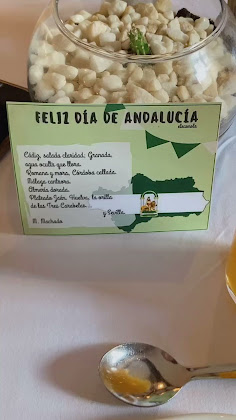 FELIZ DÍA DE ANDALUCÍA
Cádiz, salada claridad; Granada,
agua oculta que llora.
Romana y mora, Córdoba callada.
Málaga cantaora.
Almería dorada.
Plateado Jaén. Huelva, la orilla
de las Tres Carabelas...
y Sevilla.
M. Machado